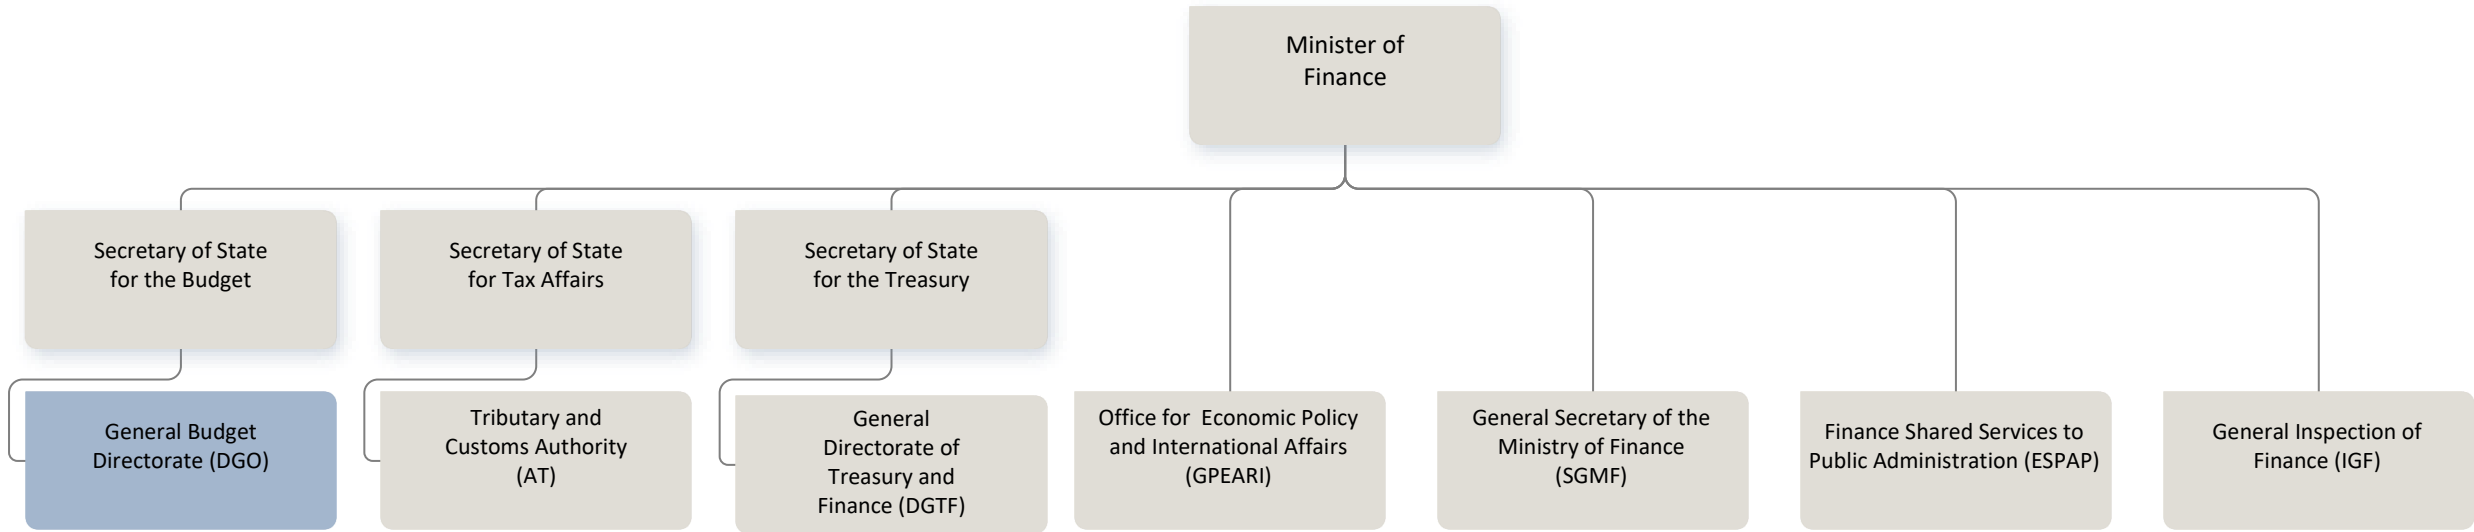 Minister of
Finance
Secretary of State
for the Budget
Secretary of State
for Tax Affairs
Secretary of State
for the Treasury
General Budget
Directorate (DGO)
Tributary and
Customs Authority
(AT)
General
Directorate of
Treasury and
Finance (DGTF)
Office for  Economic Policy
and International Affairs
(GPEARI)
General Secretary of the
Ministry of Finance
(SGMF)
Finance Shared Services to
Public Administration (ESPAP)
General Inspection of
Finance (IGF)